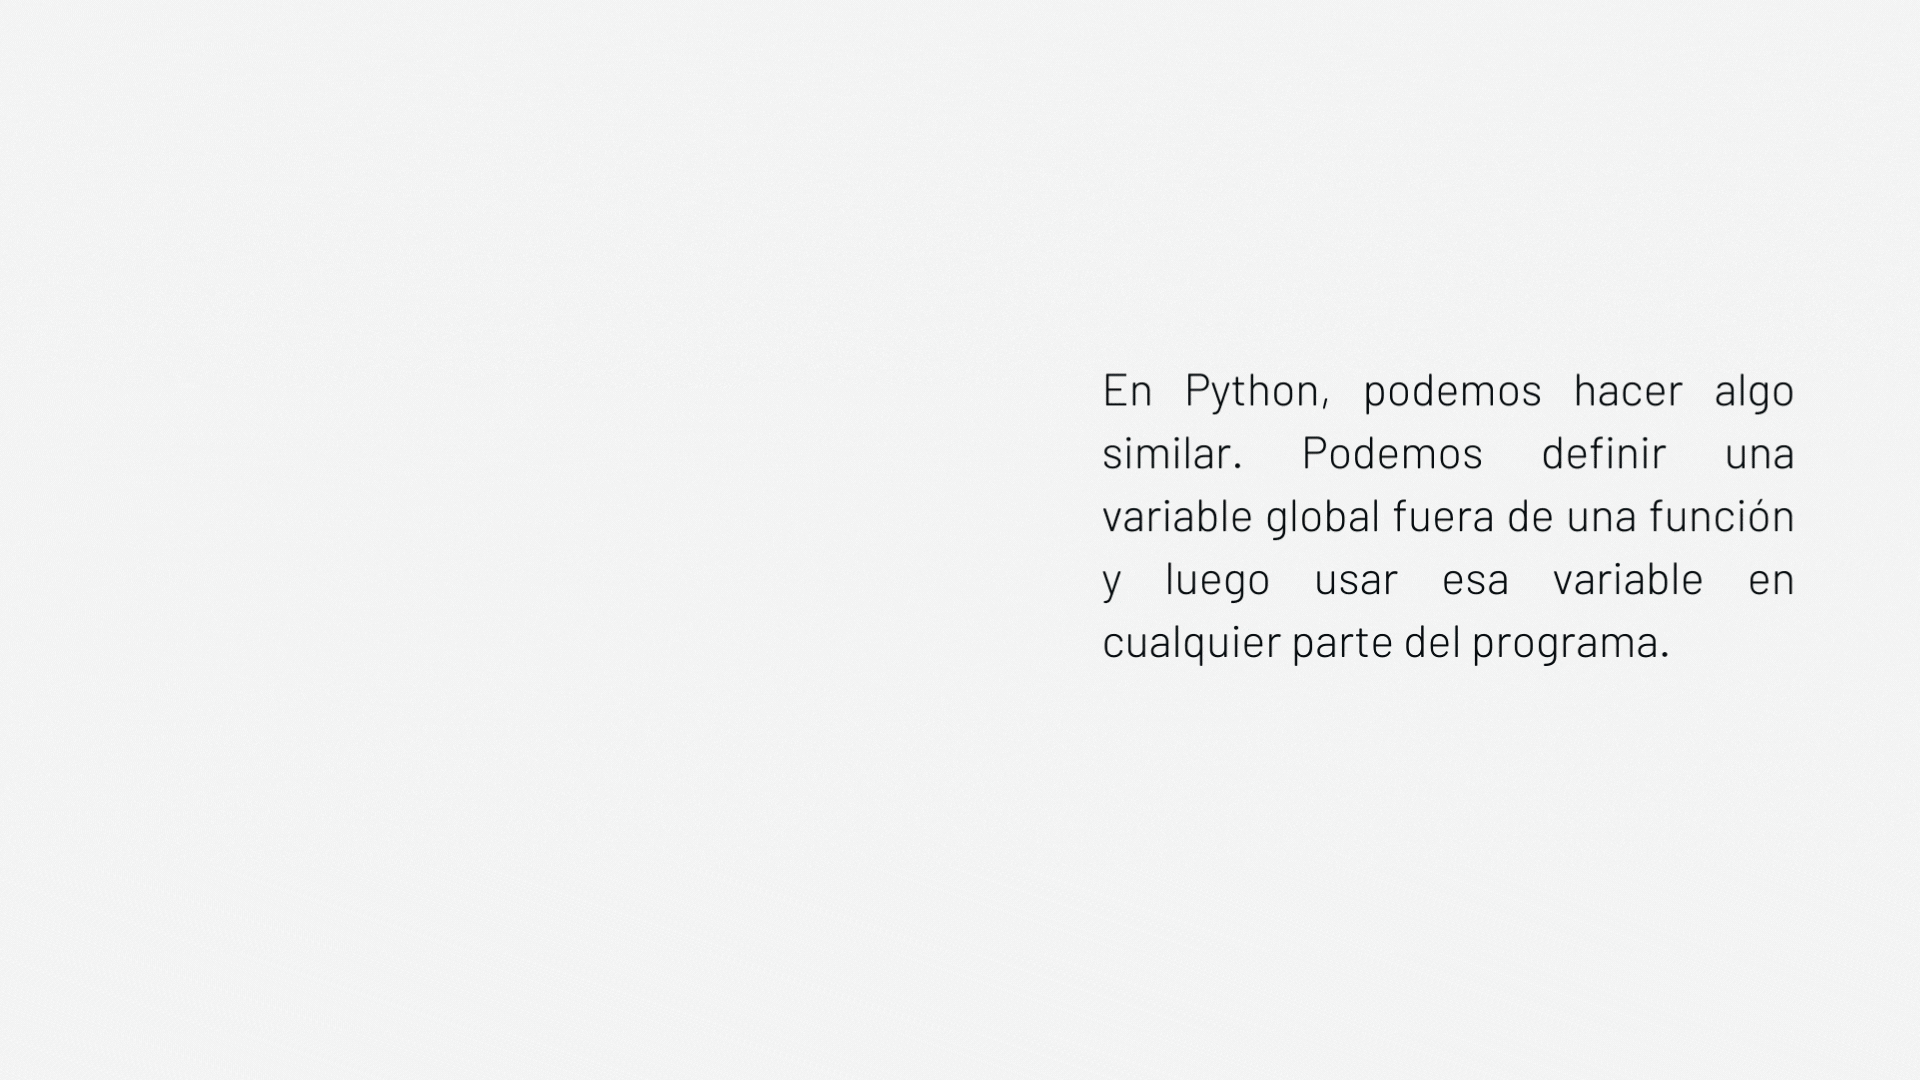 En Python, podemos hacer algo
similar. Podemos definir una
variable global fuera de una función
y luego usar esa variable en
cualquier parte del programa.